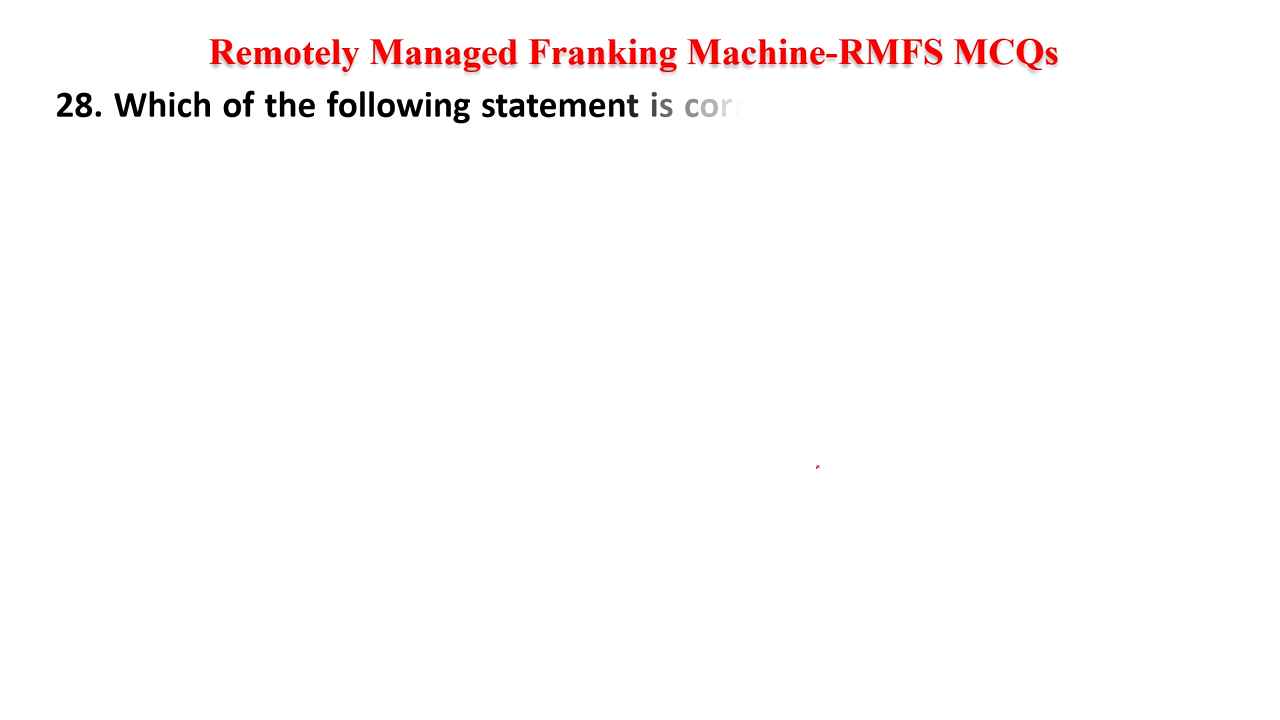 Remotely Managed Franking Machine-RMFS MCQs
28. Which of the following statement is